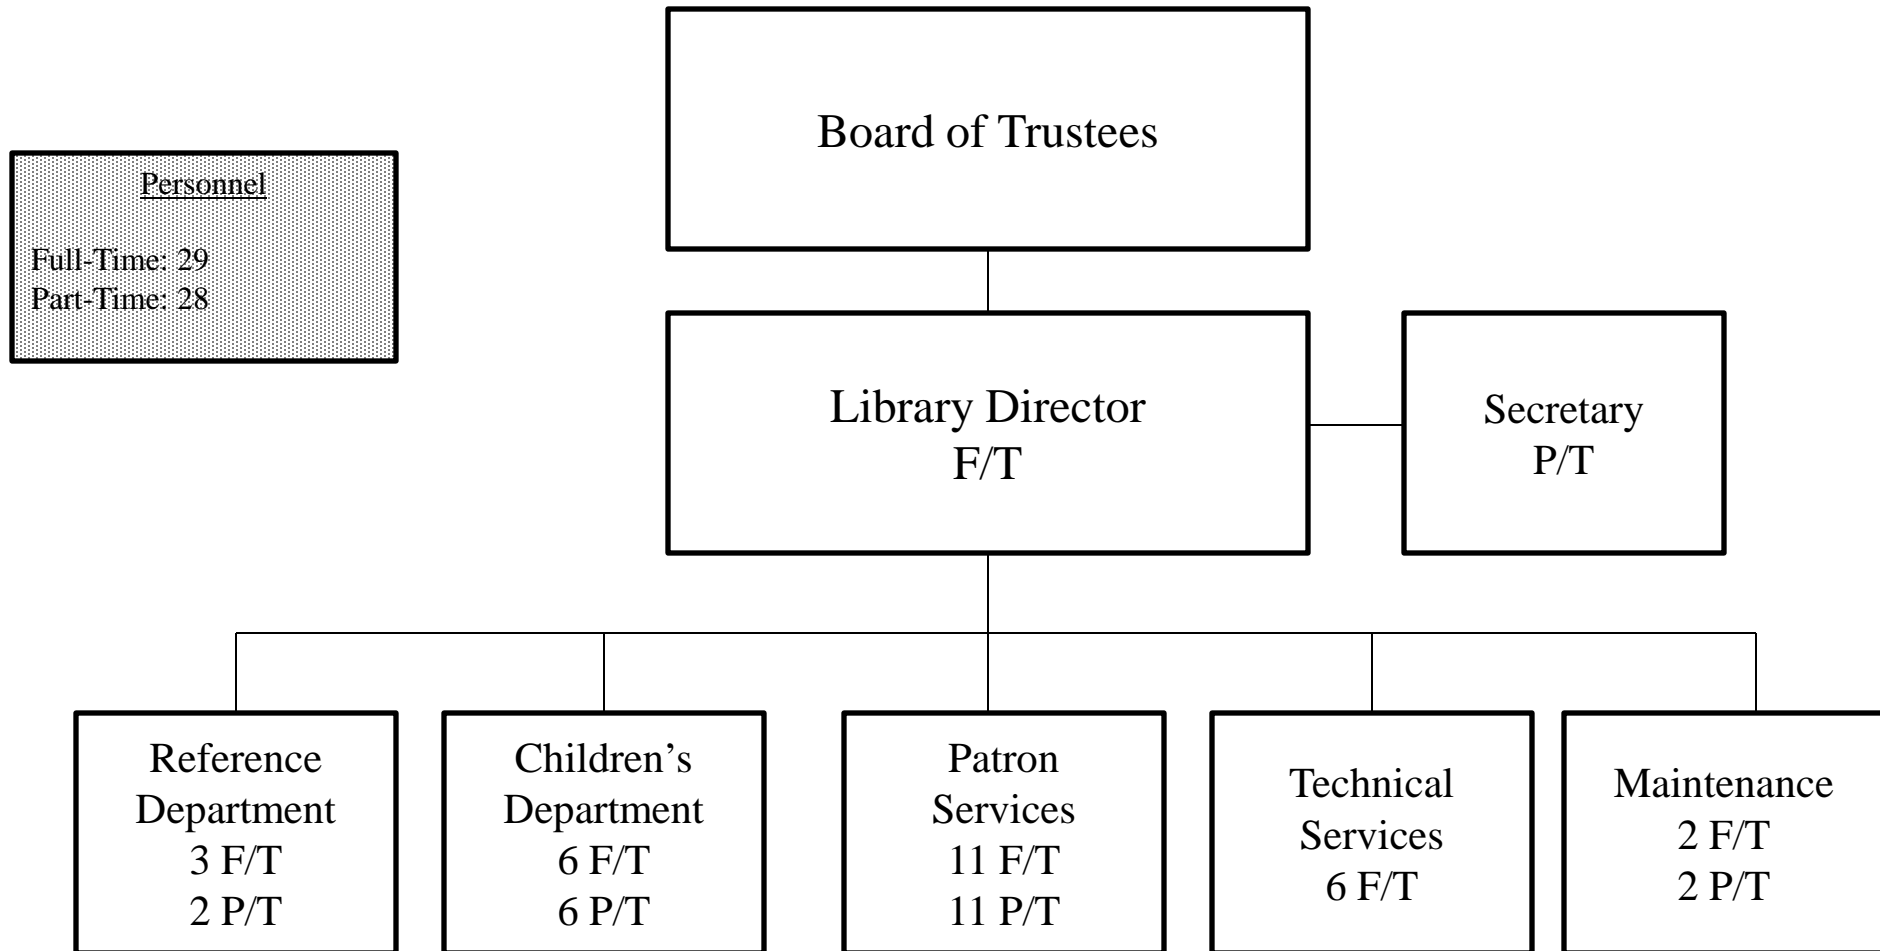 Board of Trustees
Personnel
Full-Time: 29
Part-Time: 28
Library Director
F/T
Secretary
P/T
Reference
Department
3 F/T
2 P/T
Children’s
Department
6 F/T
6 P/T
Patron
Services
11 F/T
11 P/T
Technical
Services
6 F/T
Maintenance
2 F/T
2 P/T